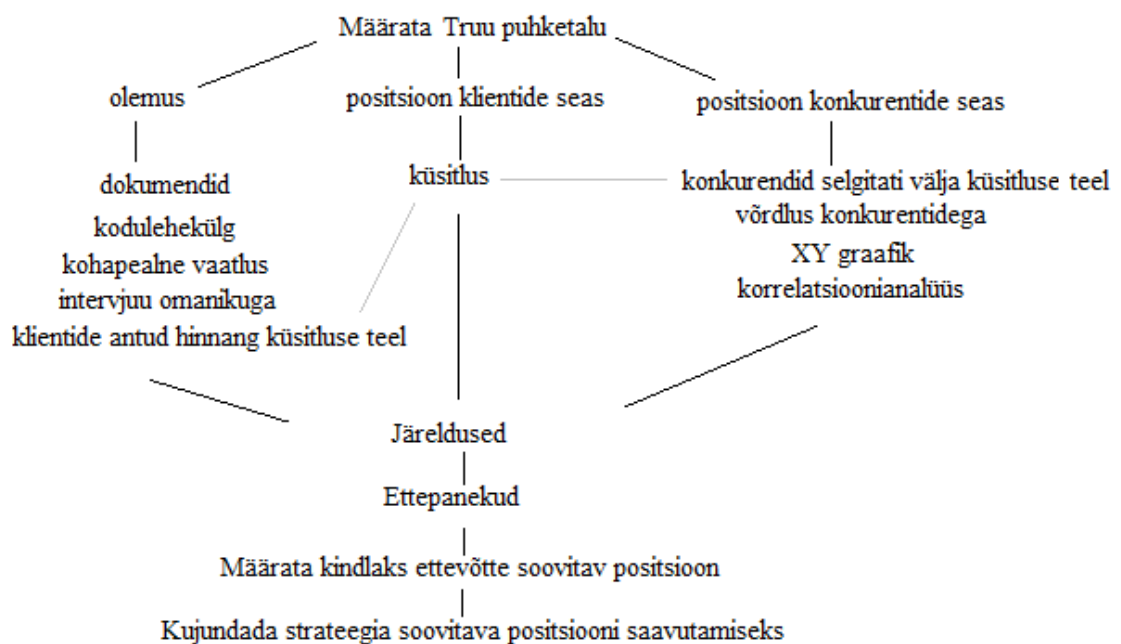 Määrata Truu puhketalu
olemus
positsioon klientide seas
positsioon konkurentide seas
dokumendid
kodulehekülg
kohapealne vaatlus
intervjuu omanikuga
klientide antud hinnang küsitluse teel
küsitlus
konkurendid selgitati välja küsitluse teel
võrdlus konkurentidega
XY graafik
korrelatsioonianalüüs
Järeldused
Ettepanekud
Määrata kindlaks ettevõtte soovitav positsioon
Kujundada strateegia soovitava positsiooni saavutamiseks